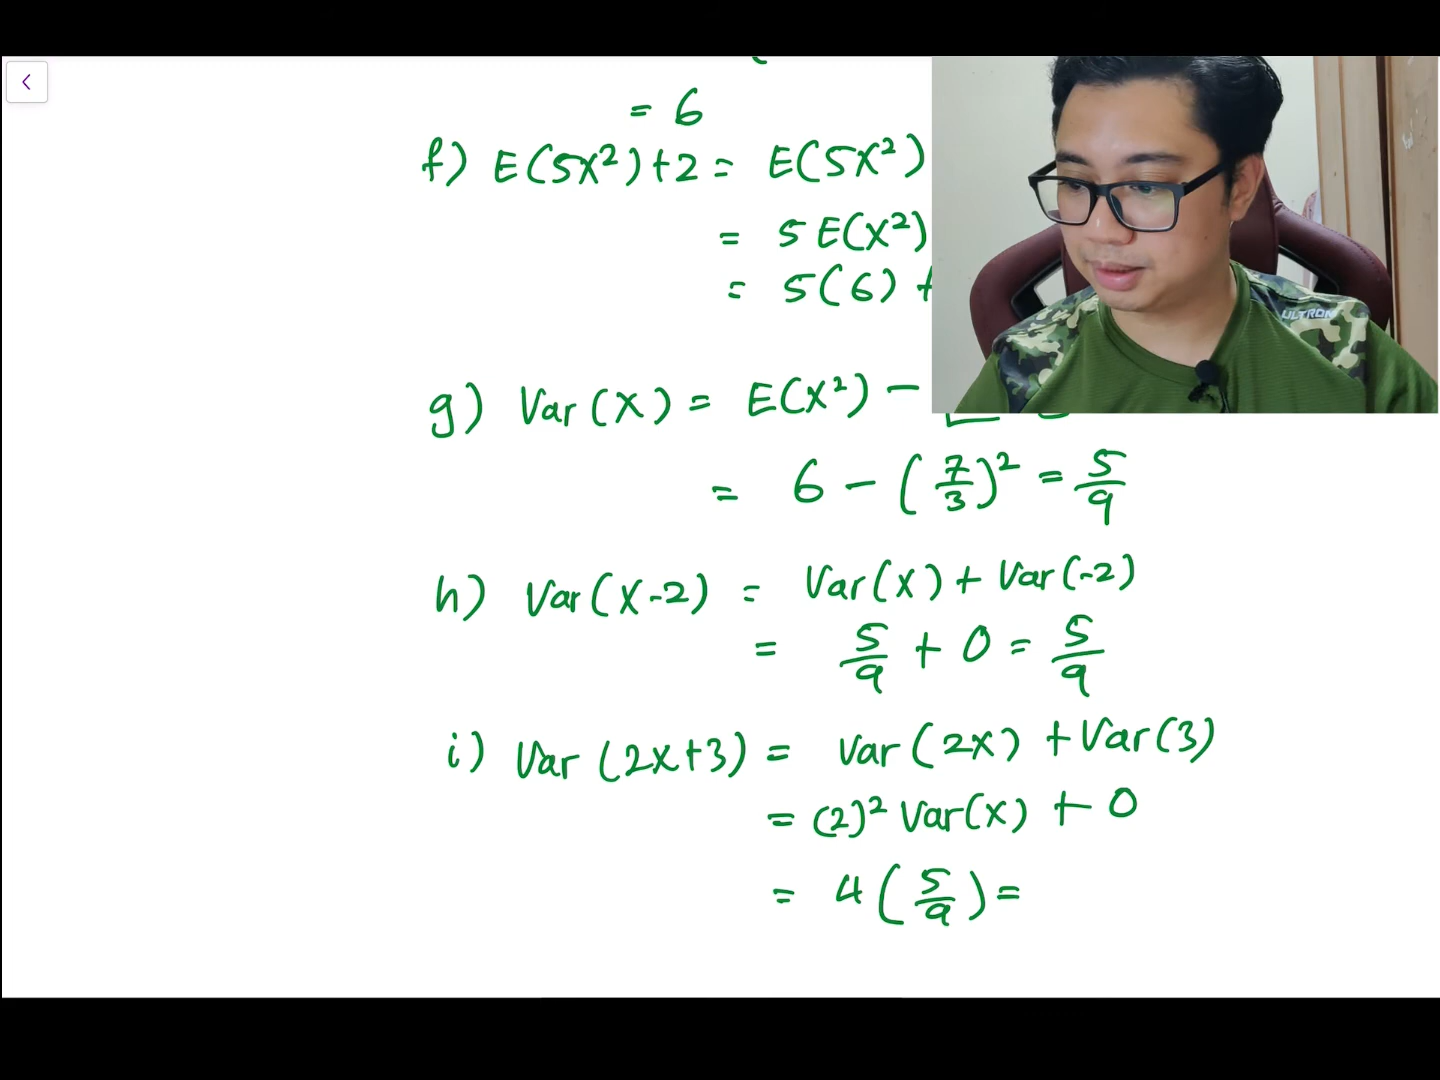 = 6
f) E(5x²)+2 = E(5x²)
= 5 E(x²)
= 5(6) +
ULTRON
g) Var(x) = E(x²) −
= 6 − (7/3)² = 5/9
h) Var(x-2) = Var(x) + Var(-2)
= 5/9 + 0 = 5/9
i) Var(2x+3) = Var(2x) + Var(3)
= (2)² Var(x) + 0
= 4(5/9) =